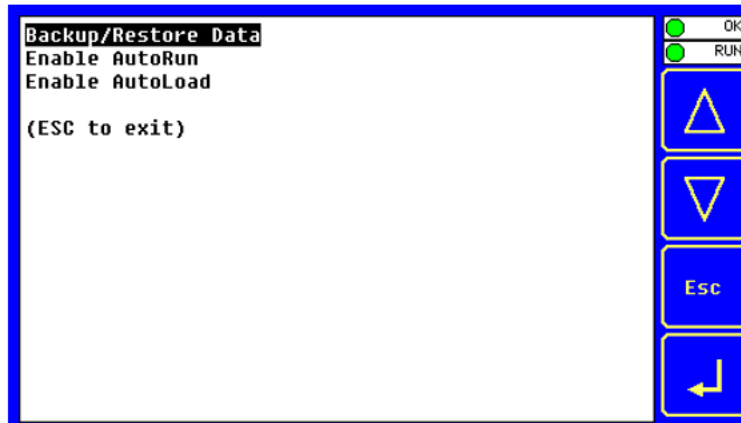 Backup/Restore Data
Enable AutoRun
Enable AutoLoad
(ESC to exit)
OK
RUN
Esc